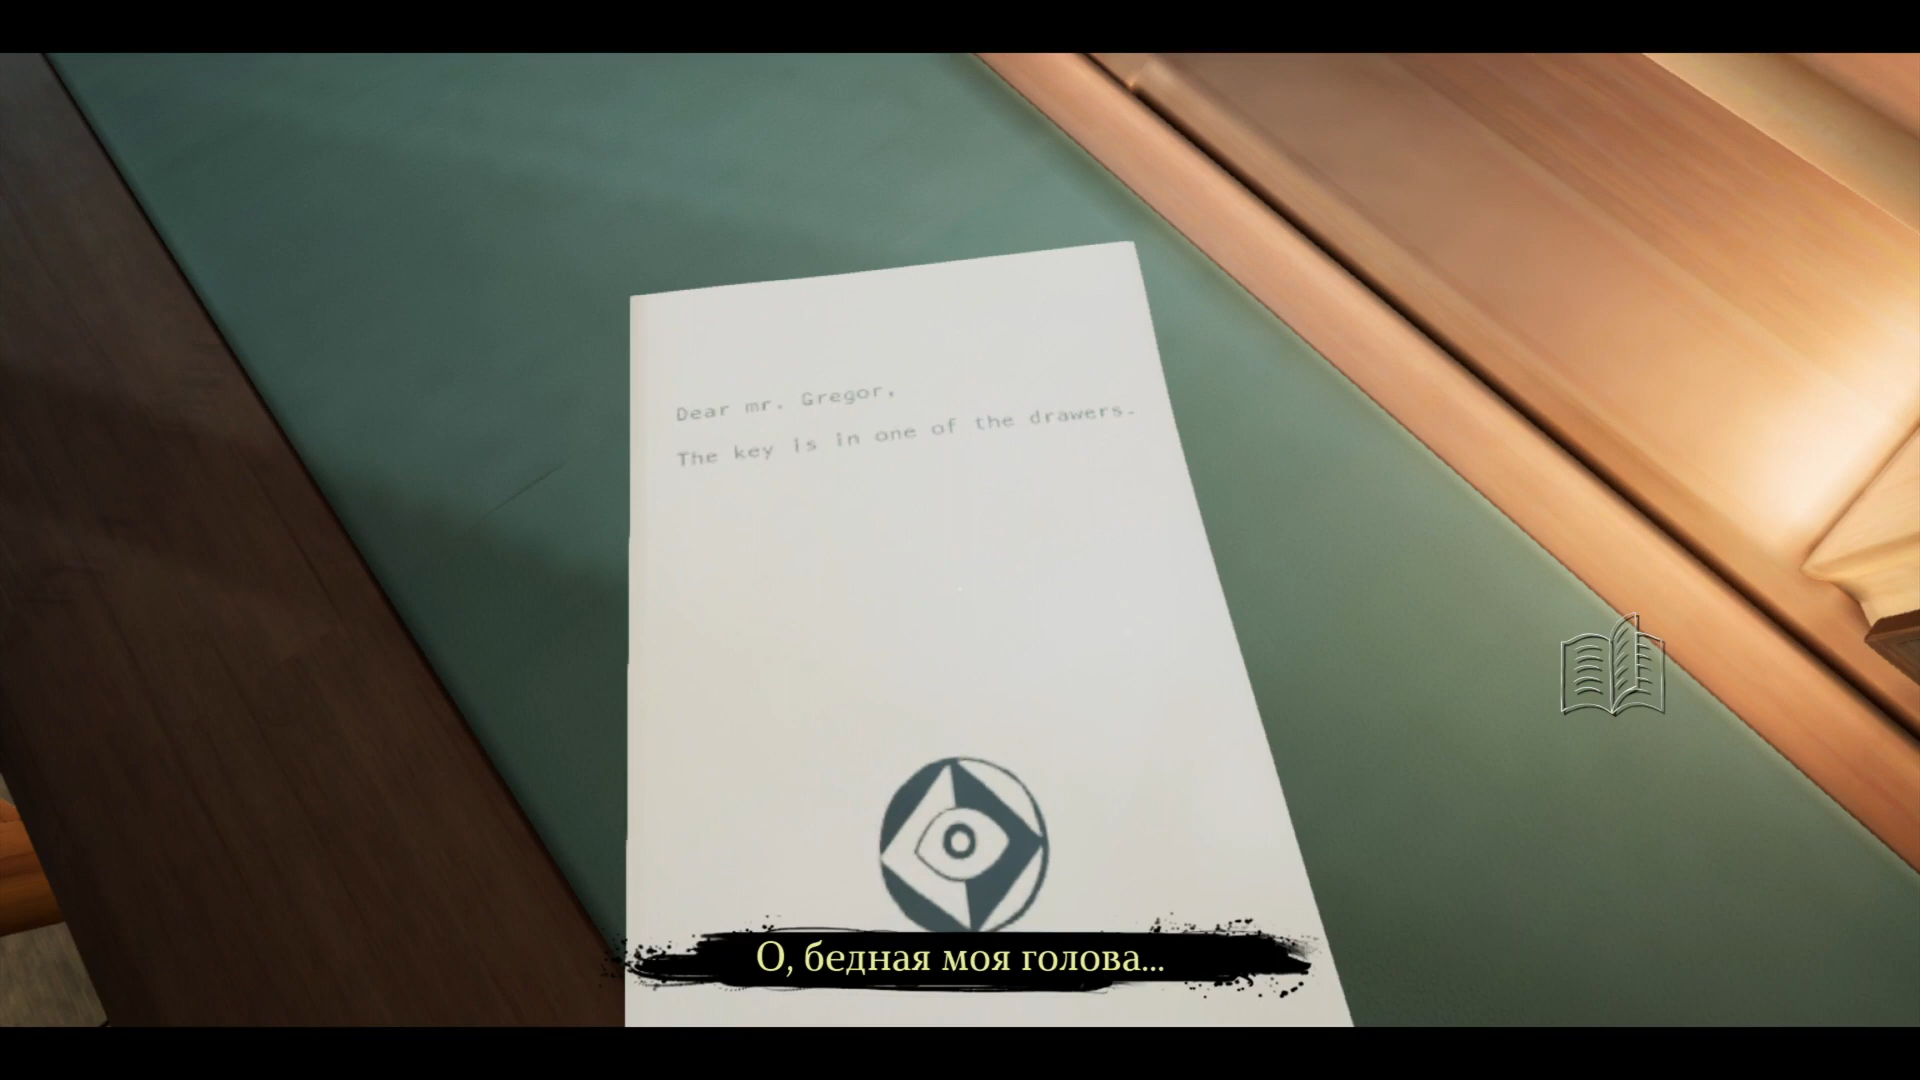 Dear mr. Gregor,
The key is in one of the drawers.
О, бедная моя голова...